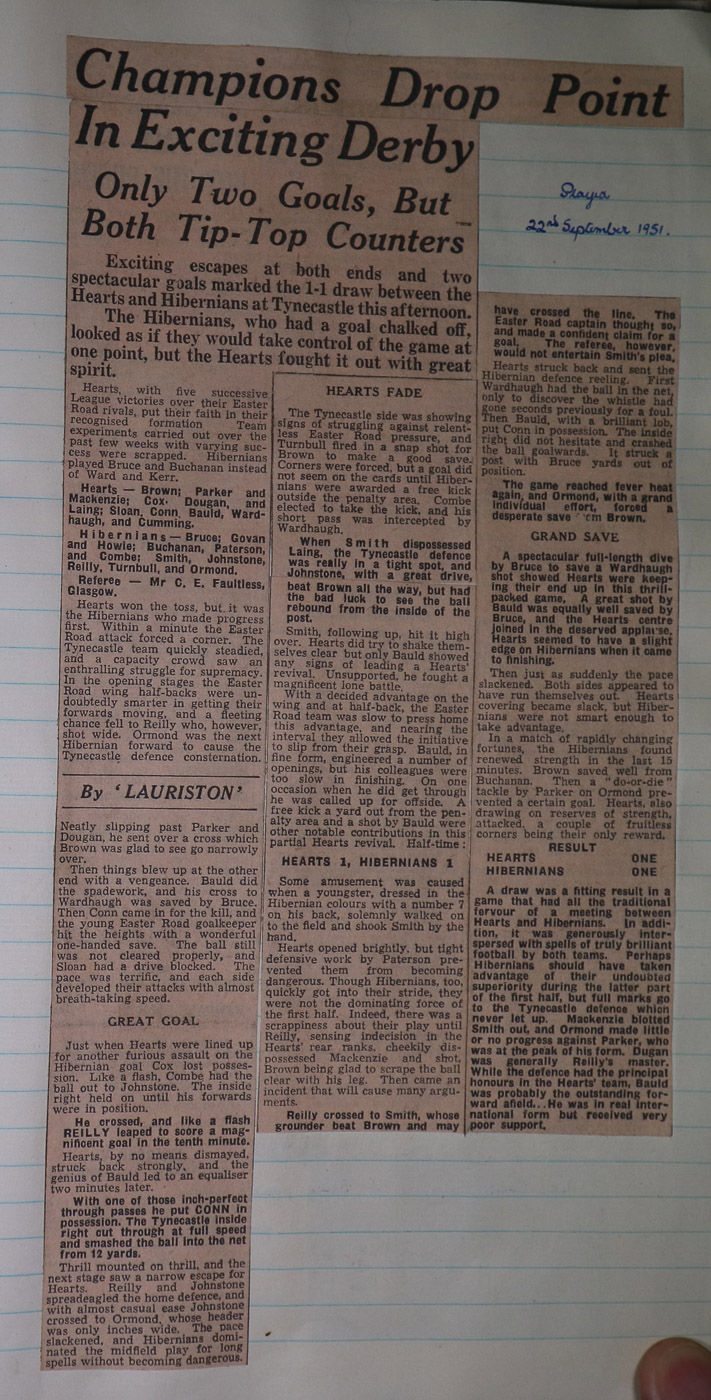 Champions Drop Point
In Exciting Derby
Only Two Goals, But
Both Tip-Top Counters
22nd September 1951.
Exciting escapes at both ends and two
spectacular goals marked the 1-1 draw between the
Hearts and Hibernians at Tynecastle this afternoon.
The Hibernians, who had a goal chalked off,
looked as if they would take control of the game at
one point, but the Hearts fought it out with great
spirit.
Hearts, with five successive
League victories over their Easter
Road rivals, put their faith in their
recognised formation Team
experiments carried out over the
past few weeks with varying suc-
cess were scrapped. Hibernians
played Bruce and Buchanan instead
of Ward and Kerr.
Hearts — Brown; Parker and
Mackenzie; Cox, Dougan, and
Laing; Sloan, Conn, Bauld, Ward-
haugh, and Cumming.
Hibernians — Bruce; Govan
and Howie; Buchanan, Paterson,
and Combe; Smith, Johnstone,
Reilly, Turnbull, and Ormond.
Referee — Mr C. E. Faultless,
Glasgow.
Hearts won the toss, but it was
the Hibernians who made progress
first. Within a minute the Easter
Road attack forced a corner. The
Tynecastle team quickly steadied,
and a capacity crowd saw an
enthralling struggle for supremacy.
In the opening stages the Easter
Road wing half-backs were un-
doubtedly smarter in getting their
forwards moving, and a fleeting
chance fell to Reilly who, however,
shot wide. Ormond was the next
Hibernian forward to cause the
Tynecastle defence consternation.
By 'LAURISTON'
Neatly slipping past Parker and
Dougan, he sent over a cross which
Brown was glad to see go narrowly
over.
Then things blew up at the other
end with a vengeance. Bauld did
the spadework, and his cross to
Wardhaugh was saved by Bruce.
Then Conn came in for the kill, and
the young Easter Road goalkeeper
hit the heights with a wonderful
one-handed save. The ball still
was not cleared properly, and
Sloan had a drive blocked. The
pace was terrific, and each side
developed their attacks with almost
breath-taking speed.
GREAT GOAL
Just when Hearts were lined up
for another furious assault on the
Hibernian goal Cox lost posses-
sion. Like a flash, Combe had the
ball out to Johnstone. The inside
right held on until his forwards
were in position.
He crossed, and like a flash
REILLY leaped to score a mag-
nificent goal in the tenth minute.
Hearts, by no means dismayed,
struck back strongly, and the
genius of Bauld led to an equaliser
two minutes later.
With one of those inch-perfect
through passes he put CONN in
possession. The Tynecastle inside
right cut through at full speed
and smashed the ball into the net
from 12 yards.
Thrill mounted on thrill, and the
next stage saw a narrow escape for
Hearts. Reilly and Johnstone
spreadeagled the home defence, and
with almost casual ease Johnstone
crossed to Ormond, whose header
was only inches wide. The pace
slackened, and Hibernians domi-
nated the midfield play for long
spells without becoming dangerous.
HEARTS FADE
The Tynecastle side was showing
signs of struggling against relent-
less Easter Road pressure, and
Turnbull fired in a snap shot for
Brown to make a good save.
Corners were forced, but a goal did
not seem on the cards until Hiber-
nians were awarded a free kick
outside the penalty area. Combe
elected to take the kick, and his
short pass was intercepted by
Wardhaugh.
When Smith dispossessed
Laing, the Tynecastle defence
was really in a tight spot, and
Johnstone, with a great drive,
beat Brown all the way, but had
the bad luck to see the ball
rebound from the inside of the
post.
Smith, following up, hit it high
over. Hearts did try to shake them-
selves clear but only Bauld showed
any signs of leading a Hearts'
revival. Unsupported, he fought a
magnificent lone battle.
With a decided advantage on the
wing and at half-back, the Easter
Road team was slow to press home
this advantage, and nearing the
interval they allowed the initiative
to slip from their grasp. Bauld, in
fine form, engineered a number of
openings, but his colleagues were
too slow in finishing. On one
occasion when he did get through
he was called up for offside. A
free kick a yard out from the pen-
alty area and a shot by Bauld were
other notable contributions in this
partial Hearts revival. Half-time:
HEARTS 1, HIBERNIANS 1
Some amusement was caused
when a youngster, dressed in the
Hibernian colours with a number 7
on his back, solemnly walked on
to the field and shook Smith by the
hand.
Hearts opened brightly, but tight
defensive work by Paterson pre-
vented them from becoming
dangerous. Though Hibernians, too,
quickly got into their stride, they
were not the dominating force of
the first half. Indeed, there was a
scrappiness about their play until
Reilly, sensing indecision in the
Hearts' rear ranks, cheekily dis-
possessed Mackenzie and shot,
Brown being glad to scrape the ball
clear with his leg. Then came an
incident that will cause many argu-
ments.
Reilly crossed to Smith, whose
grounder beat Brown and may
have crossed the line. The
Easter Road captain thought so,
and made a confident claim for a
goal. The referee, however,
would not entertain Smith's plea.
Hearts struck back and sent the
Hibernian defence reeling. First
Wardhaugh had the ball in the net,
only to discover the whistle had
gone seconds previously for a foul.
Then Bauld, with a brilliant lob,
put Conn in possession. The inside
right did not hesitate and crashed
the ball goalwards. It struck a
post with Bruce yards out of
position.
The game reached fever heat
again, and Ormond, with a grand
individual effort, forced a
desperate save Brown.
GRAND SAVE
A spectacular full-length dive
by Bruce to save a Wardhaugh
shot showed Hearts were keep-
ing their end up in this thrill-
packed game. A great shot by
Bauld was equally well saved by
Bruce, and the Hearts centre
joined in the deserved applause.
Hearts seemed to have a slight
edge on Hibernians when it came
to finishing.
Then just as suddenly the pace
slackened. Both sides appeared to
have run themselves out. Hearts
covering became slack, but Hiber-
nians were not smart enough to
take advantage.
In a match of rapidly changing
fortunes, the Hibernians found
renewed strength in the last 15
minutes. Brown saved well from
Buchanan. Then a "do-or-die"
tackle by Parker on Ormond pre-
vented a certain goal. Hearts, also
drawing on reserves of strength,
attacked, a couple of fruitless
corners being their only reward.
RESULT
HEARTS ONE
HIBERNIANS ONE
A draw was a fitting result in a
game that had all the traditional
fervour of a meeting between
Hearts and Hibernians. In addi-
tion, it was generously inter-
spersed with spells of truly brilliant
football by both teams. Perhaps
Hibernians should have taken
advantage of their undoubted
superiority during the latter part
of the first half, but full marks go
to the Tynecastle defence which
never let up. Mackenzie blotted
Smith out, and Ormond made little
or no progress against Parker, who
was at the peak of his form. Dugan
was generally Reilly's master.
While the defence had the principal
honours in the Hearts' team, Bauld
was probably the outstanding for-
ward afield... He was in real inter-
national form but received very
poor support.